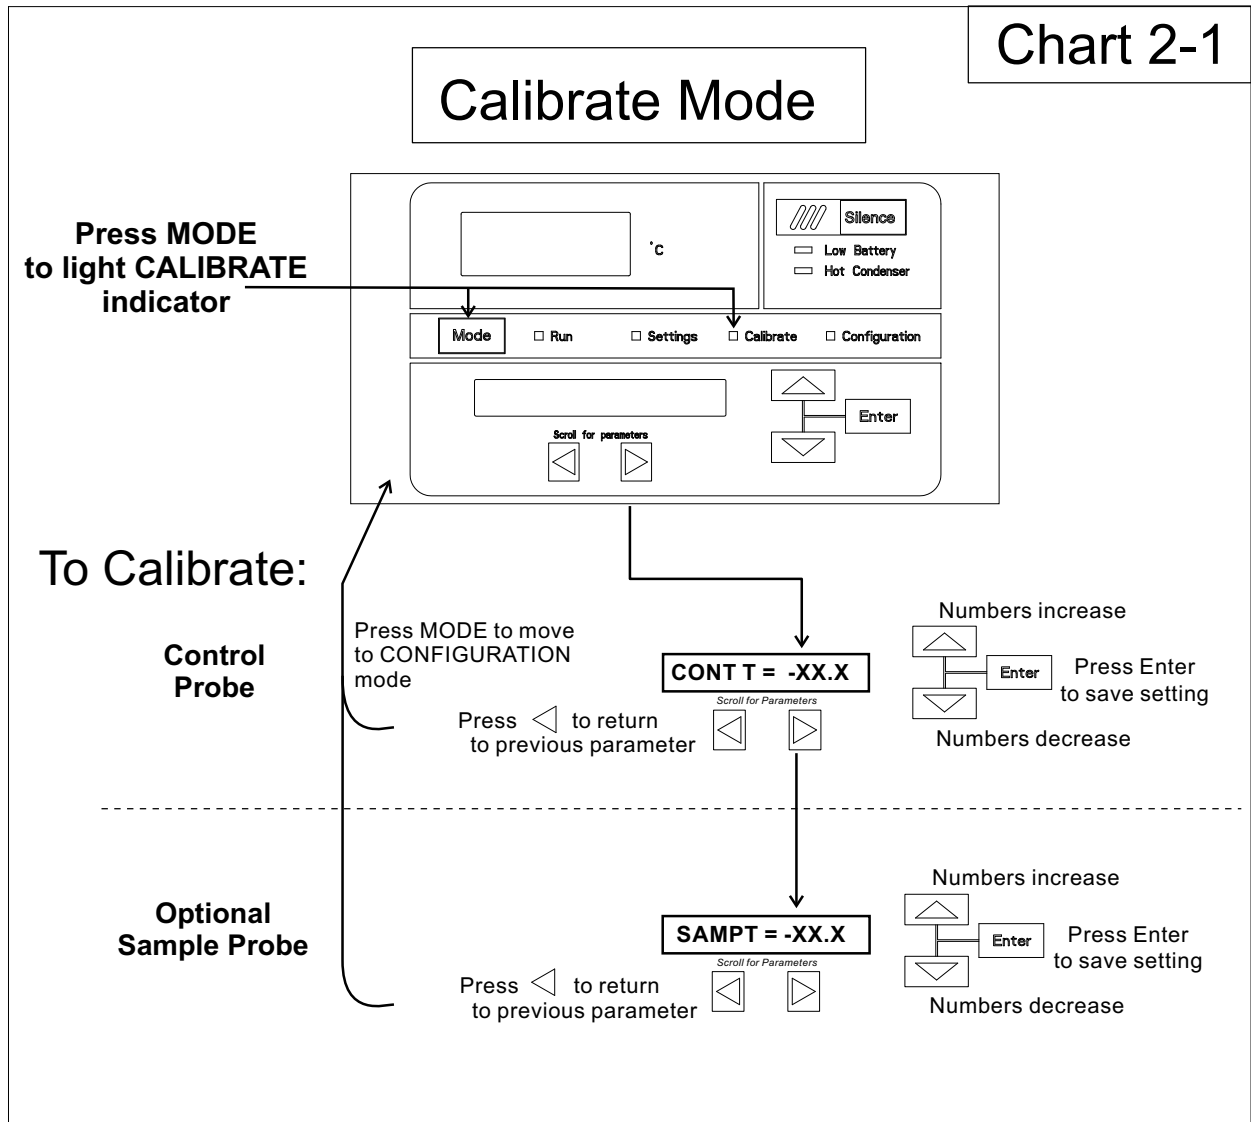 Chart 2-1
Calibrate Mode
Press MODE
to light CALIBRATE
indicator
°C
Silence
Low Battery
Hot Condenser
Mode
Run
Settings
Calibrate
Configuration
Scroll for parameters
Enter
To Calibrate:
Control
Probe
Press MODE to move
to CONFIGURATION
mode
CONT T = -XX.X
Scroll for Parameters
Press to return
to previous parameter
Numbers increase
Enter
Press Enter
to save setting
Numbers decrease
Optional
Sample Probe
SAMPT = -XX.X
Scroll for Parameters
Press to return
to previous parameter
Numbers increase
Enter
Press Enter
to save setting
Numbers decrease